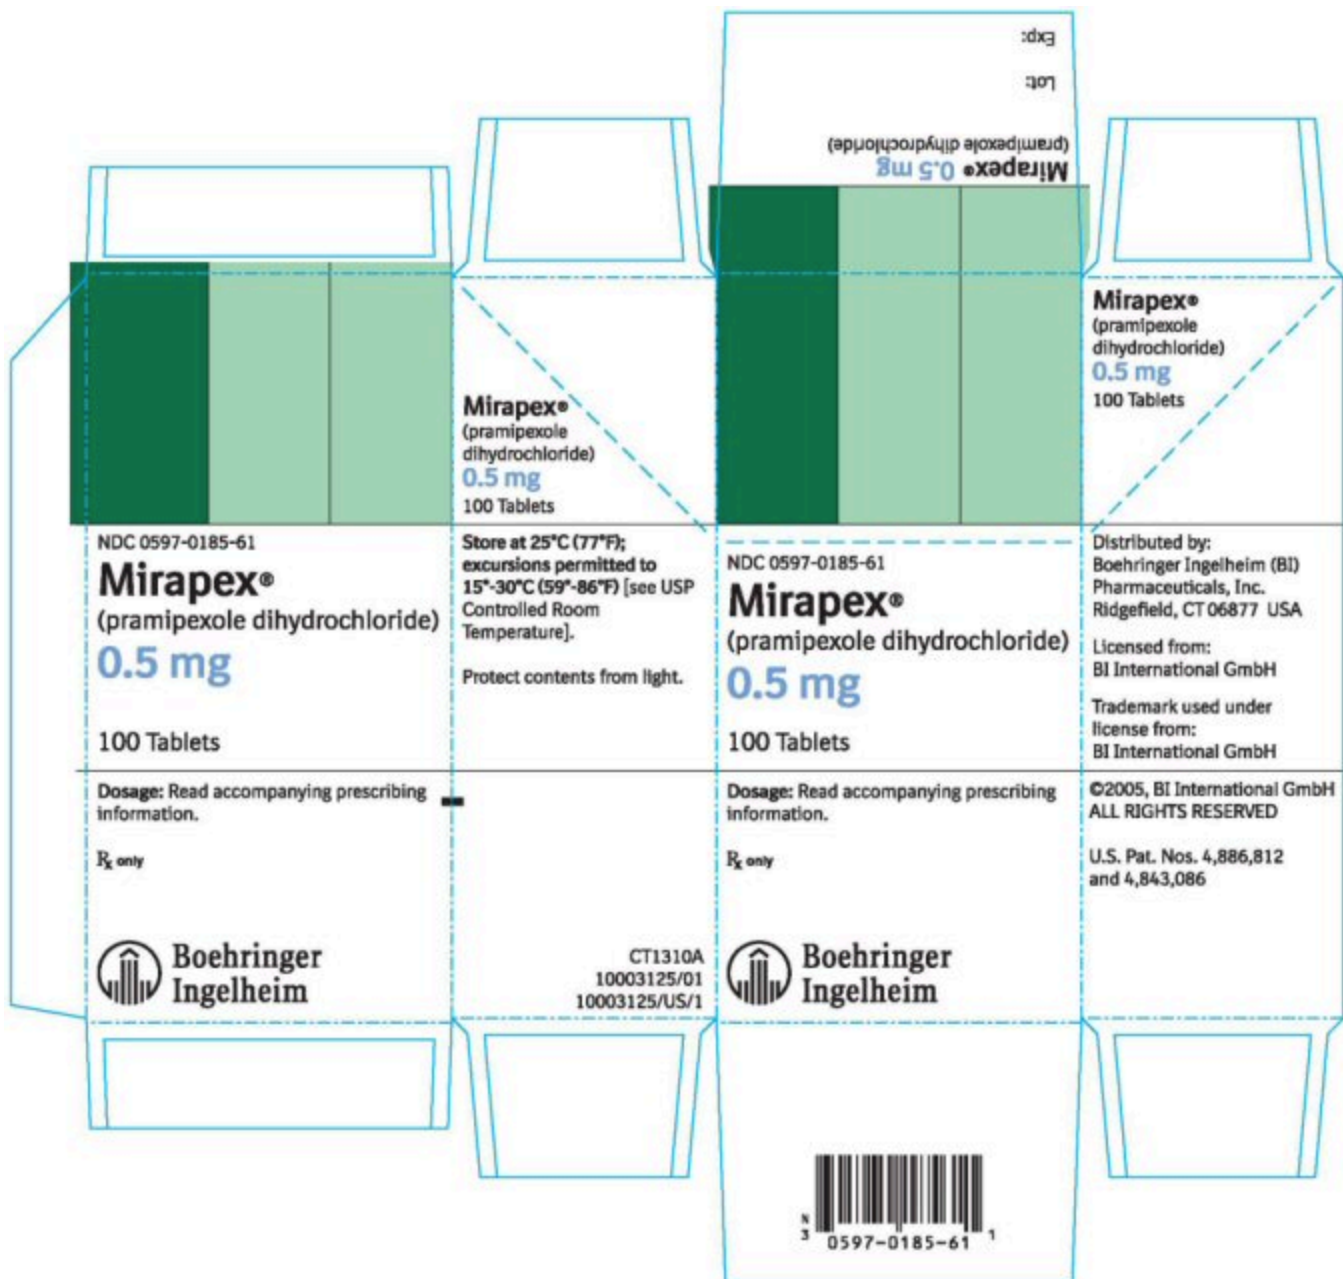 Exp:
Lot:
(pramipexole dihydrochloride)
Mirapex® 0.5 mg
NDC 0597-0185-61
Mirapex®
(pramipexole dihydrochloride)
0.5 mg
100 Tablets
Dosage: Read accompanying prescribing
information.
Rx only
Boehringer
Ingelheim
Mirapex®
(pramipexole
dihydrochloride)
0.5 mg
100 Tablets
Store at 25°C (77°F);
excursions permitted to
15°-30°C (59°-86°F) [see USP
Controlled Room
Temperature].
Protect contents from light.
CT1310A
10003125/01
10003125/US/1
NDC 0597-0185-61
Mirapex®
(pramipexole dihydrochloride)
0.5 mg
100 Tablets
Dosage: Read accompanying prescribing
information.
Rx only
Boehringer
Ingelheim
Mirapex®
(pramipexole
dihydrochloride)
0.5 mg
100 Tablets
Distributed by:
Boehringer Ingelheim (BI)
Pharmaceuticals, Inc.
Ridgefield, CT 06877 USA
Licensed from:
BI International GmbH
Trademark used under
license from:
BI International GmbH
©2005, BI International GmbH
ALL RIGHTS RESERVED
U.S. Pat. Nos. 4,886,812
and 4,843,086
N
3 0597-0185-61 1